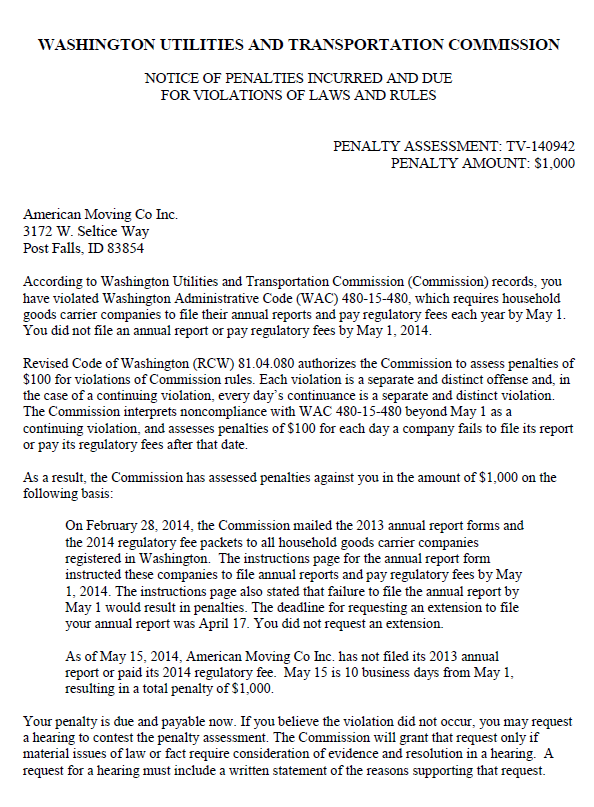 WASHINGTON UTILITIES AND TRANSPORTATION COMMISSION
NOTICE OF PENALTIES INCURRED AND DUE
FOR VIOLATIONS OF LAWS AND RULES
PENALTY ASSESSMENT: TV-140942
PENALTY AMOUNT: $1,000
American Moving Co Inc.
3172 W. Seltice Way
Post Falls, ID 83854
According to Washington Utilities and Transportation Commission (Commission) records, you
have violated Washington Administrative Code (WAC) 480-15-480, which requires household
goods carrier companies to file their annual reports and pay regulatory fees each year by May 1.
You did not file an annual report or pay regulatory fees by May 1, 2014.
Revised Code of Washington (RCW) 81.04.080 authorizes the Commission to assess penalties of
$100 for violations of Commission rules. Each violation is a separate and distinct offense and, in
the case of a continuing violation, every day's continuance is a separate and distinct violation.
The Commission interprets noncompliance with WAC 480-15-480 beyond May 1 as a
continuing violation, and assesses penalties of $100 for each day a company fails to file its report
or pay its regulatory fees after that date.
As a result, the Commission has assessed penalties against you in the amount of $1,000 on the
following basis:
On February 28, 2014, the Commission mailed the 2013 annual report forms and
the 2014 regulatory fee packets to all household goods carrier companies
registered in Washington. The instructions page for the annual report form
instructed these companies to file annual reports and pay regulatory fees by May
1, 2014. The instructions page also stated that failure to file the annual report by
May 1 would result in penalties. The deadline for requesting an extension to file
your annual report was April 17. You did not request an extension.
As of May 15, 2014, American Moving Co Inc. has not filed its 2013 annual
report or paid its 2014 regulatory fee. May 15 is 10 business days from May 1,
resulting in a total penalty of $1,000.
Your penalty is due and payable now. If you believe the violation did not occur, you may request
a hearing to contest the penalty assessment. The Commission will grant that request only if
material issues of law or fact require consideration of evidence and resolution in a hearing. A
request for a hearing must include a written statement of the reasons supporting that request.